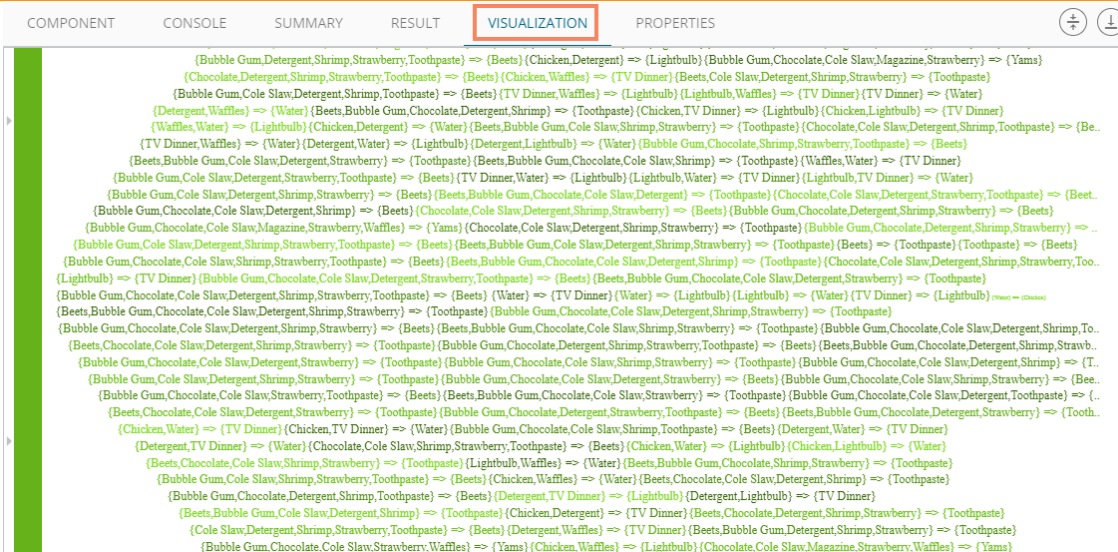 COMPONENT CONSOLE SUMMARY RESULT VISUALIZATION PROPERTIES
{Bubble Gum,Detergent,Shrimp,Strawberry,Toothpaste} => {Beets}{Chicken,Detergent} => {Lightbulb}{Bubble Gum,Chocolate,Cole Slaw,Magazine,Strawberry} => {Yams}
{Chocolate,Detergent,Shrimp,Strawberry,Toothpaste} => {Beets}{Chicken,Waffles} => {TV Dinner}{Beets,Cole Slaw,Detergent,Shrimp,Strawberry} => {Toothpaste}
{Bubble Gum,Cole Slaw,Detergent,Shrimp,Toothpaste} => {Beets}{TV Dinner,Waffles} => {Lightbulb}{Lightbulb,Waffles} => {TV Dinner}{TV Dinner} => {Water}
{Detergent,Waffles} => {Water}{Beets,Bubble Gum,Chocolate,Detergent,Shrimp} => {Toothpaste}{Chicken,TV Dinner} => {Lightbulb}{Chicken,Lightbulb} => {TV Dinner}
{Waffles,Water} => {Lightbulb}{Chicken,Detergent} => {Water}{Beets,Bubble Gum,Cole Slaw,Shrimp,Strawberry} => {Toothpaste}{Chocolate,Cole Slaw,Detergent,Shrimp,Toothpaste} => {Be..
{TV Dinner,Waffles} => {Water}{Detergent,Water} => {Lightbulb}{Detergent,Lightbulb} => {Water}{Bubble Gum,Chocolate,Shrimp,Strawberry,Toothpaste} => {Beets}
{Beets,Bubble Gum,Cole Slaw,Detergent,Strawberry} => {Toothpaste}{Beets,Bubble Gum,Chocolate,Cole Slaw,Shrimp} => {Toothpaste}{Waffles,Water} => {TV Dinner}
{Bubble Gum,Cole Slaw,Detergent,Strawberry,Toothpaste} => {Beets}{TV Dinner,Water} => {Lightbulb}{Lightbulb,Water} => {TV Dinner}{Lightbulb,TV Dinner} => {Water}
{Bubble Gum,Cole Slaw,Detergent,Shrimp,Strawberry} => {Beets}{Beets,Bubble Gum,Chocolate,Cole Slaw,Detergent} => {Toothpaste}{Chocolate,Cole Slaw,Detergent,Strawberry,Toothpaste} => {Beet..
{Bubble Gum,Chocolate,Cole Slaw,Detergent,Shrimp} => {Beets}{Chocolate,Cole Slaw,Detergent,Shrimp,Strawberry} => {Beets}{Bubble Gum,Chocolate,Detergent,Shrimp,Strawberry} => {Beets}
{Bubble Gum,Chocolate,Cole Slaw,Magazine,Strawberry,Waffles} => {Yams}{Chocolate,Cole Slaw,Detergent,Shrimp,Strawberry} => {Toothpaste}{Bubble Gum,Chocolate,Detergent,Shrimp,Strawberry} => ..
{Bubble Gum,Cole Slaw,Detergent,Shrimp,Strawberry,Toothpaste} => {Beets}{Beets,Bubble Gum,Cole Slaw,Detergent,Shrimp,Strawberry} => {Toothpaste}{Beets} => {Toothpaste}{Toothpaste} => {Beets}
{Bubble Gum,Chocolate,Cole Slaw,Shrimp,Strawberry,Toothpaste} => {Beets}{Beets,Bubble Gum,Chocolate,Cole Slaw,Detergent,Shrimp} => {Toothpaste}{Chocolate,Cole Slaw,Detergent,Shrimp,Strawberry,Too..
{Lightbulb} => {TV Dinner}{Bubble Gum,Chocolate,Cole Slaw,Detergent,Strawberry,Toothpaste} => {Beets}{Beets,Bubble Gum,Chocolate,Cole Slaw,Detergent,Strawberry} => {Toothpaste}
{Bubble Gum,Chocolate,Cole Slaw,Detergent,Shrimp,Strawberry,Toothpaste} => {Beets} {Water} => {TV Dinner}{Water} => {Lightbulb}{Lightbulb} => {Water}{TV Dinner} => {Lightbulb}{Water} => {Chicken}
{Beets,Bubble Gum,Chocolate,Cole Slaw,Detergent,Shrimp,Strawberry} => {Toothpaste}{Bubble Gum,Chocolate,Cole Slaw,Detergent,Shrimp,Strawberry} => {Toothpaste}
{Bubble Gum,Chocolate,Cole Slaw,Detergent,Shrimp,Strawberry} => {Beets}{Beets,Bubble Gum,Chocolate,Cole Slaw,Shrimp,Strawberry} => {Toothpaste}{Bubble Gum,Chocolate,Cole Slaw,Detergent,Shrimp,To..
{Beets,Chocolate,Cole Slaw,Detergent,Shrimp,Strawberry} => {Toothpaste}{Bubble Gum,Chocolate,Detergent,Shrimp,Strawberry,Toothpaste} => {Beets}{Beets,Bubble Gum,Chocolate,Detergent,Shrimp,Strawb..
{Bubble Gum,Chocolate,Cole Slaw,Detergent,Strawberry} => {Toothpaste}{Bubble Gum,Chocolate,Cole Slaw,Shrimp,Strawberry} => {Toothpaste}{Bubble Gum,Chocolate,Cole Slaw,Detergent,Shrimp} => {T..
{Bubble Gum,Cole Slaw,Detergent,Shrimp,Strawberry} => {Toothpaste}{Bubble Gum,Chocolate,Cole Slaw,Detergent,Strawberry} => {Beets}{Bubble Gum,Chocolate,Cole Slaw,Shrimp,Strawberry} => {Bee..
{Bubble Gum,Chocolate,Cole Slaw,Strawberry,Toothpaste} => {Beets}{Beets,Bubble Gum,Chocolate,Cole Slaw,Strawberry} => {Toothpaste}{Bubble Gum,Chocolate,Cole Slaw,Detergent,Toothpaste} => {..
{Beets,Chocolate,Cole Slaw,Detergent,Strawberry} => {Toothpaste}{Bubble Gum,Chocolate,Detergent,Strawberry,Toothpaste} => {Beets}{Beets,Bubble Gum,Chocolate,Detergent,Strawberry} => {Tooth..
{Chicken,Water} => {TV Dinner}{Chicken,TV Dinner} => {Water}{Bubble Gum,Chocolate,Cole Slaw,Shrimp,Toothpaste} => {Beets}{Detergent,Water} => {TV Dinner}
{Detergent,TV Dinner} => {Water}{Chocolate,Cole Slaw,Shrimp,Strawberry,Toothpaste} => {Beets}{Chicken,Water} => {Lightbulb}{Chicken,Lightbulb} => {Water}
{Beets,Chocolate,Cole Slaw,Shrimp,Strawberry} => {Toothpaste}{Lightbulb,Waffles} => {Water}{Beets,Bubble Gum,Chocolate,Shrimp,Strawberry} => {Toothpaste}
{Bubble Gum,Cole Slaw,Shrimp,Strawberry,Toothpaste} => {Beets}{Chicken,Waffles} => {Water}{Beets,Chocolate,Cole Slaw,Detergent,Shrimp} => {Toothpaste}
{Bubble Gum,Chocolate,Detergent,Shrimp,Toothpaste} => {Beets}{Detergent,TV Dinner} => {Lightbulb}{Detergent,Lightbulb} => {TV Dinner}
{Beets,Bubble Gum,Cole Slaw,Detergent,Shrimp} => {Toothpaste}{Chicken,Detergent} => {TV Dinner}{Beets,Chocolate,Detergent,Shrimp,Strawberry} => {Toothpaste}
{Cole Slaw,Detergent,Shrimp,Strawberry,Toothpaste} => {Beets}{Detergent,Waffles} => {TV Dinner}{Beets,Bubble Gum,Detergent,Shrimp,Strawberry} => {Toothpaste}
{Bubble Gum,Chocolate,Cole Slaw,Strawberry,Waffles} => {Yams}{Chicken,Waffles} => {Lightbulb}{Chocolate,Cole Slaw,Magazine,Strawberry,Waffles} => {Yams}